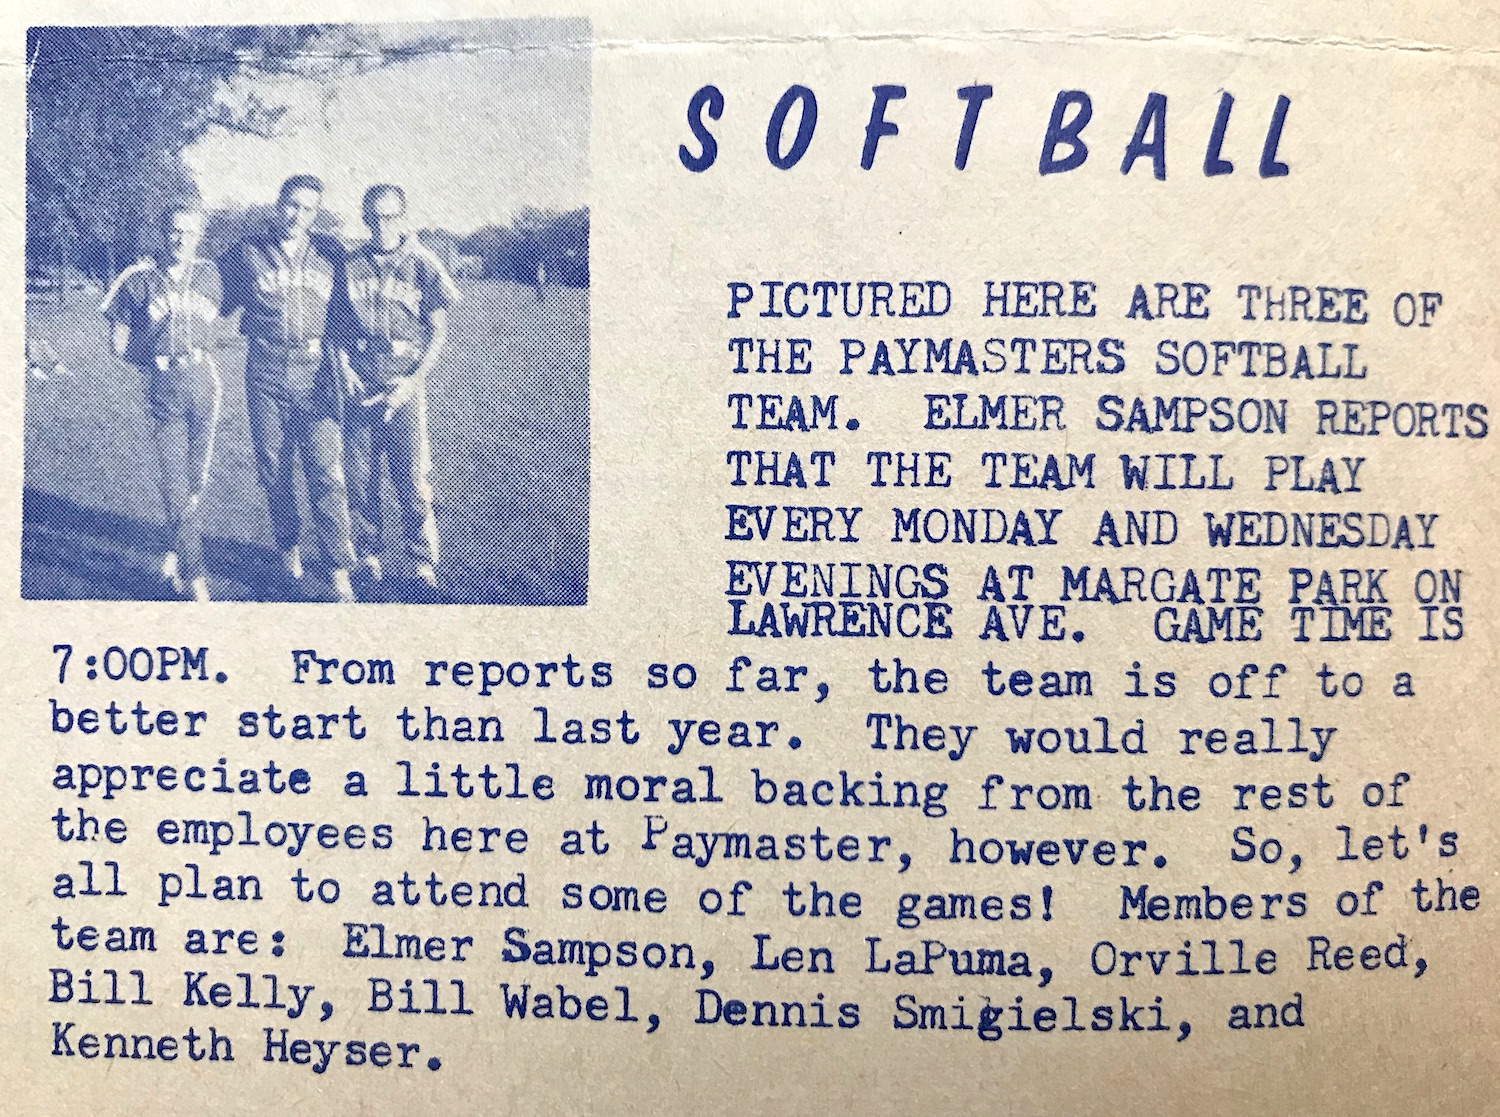 SOFTBALL
PICTURED HERE ARE THREE OF
THE PAYMASTERS SOFTBALL
TEAM. ELMER SAMPSON REPORTS
THAT THE TEAM WILL PLAY
EVERY MONDAY AND WEDNESDAY
EVENINGS AT MARGATE PARK ON
LAWRENCE AVE. GAME TIME IS
7:00PM. From reports so far, the team is off to a
better start than last year. They would really
appreciate a little moral backing from the rest of
the employees here at Paymaster, however. So, let's
all plan to attend some of the games! Members of the
team are: Elmer Sampson, Len LaPuma, Orville Reed,
Bill Kelly, Bill Wabel, Dennis Smigielski, and
Kenneth Heyser.